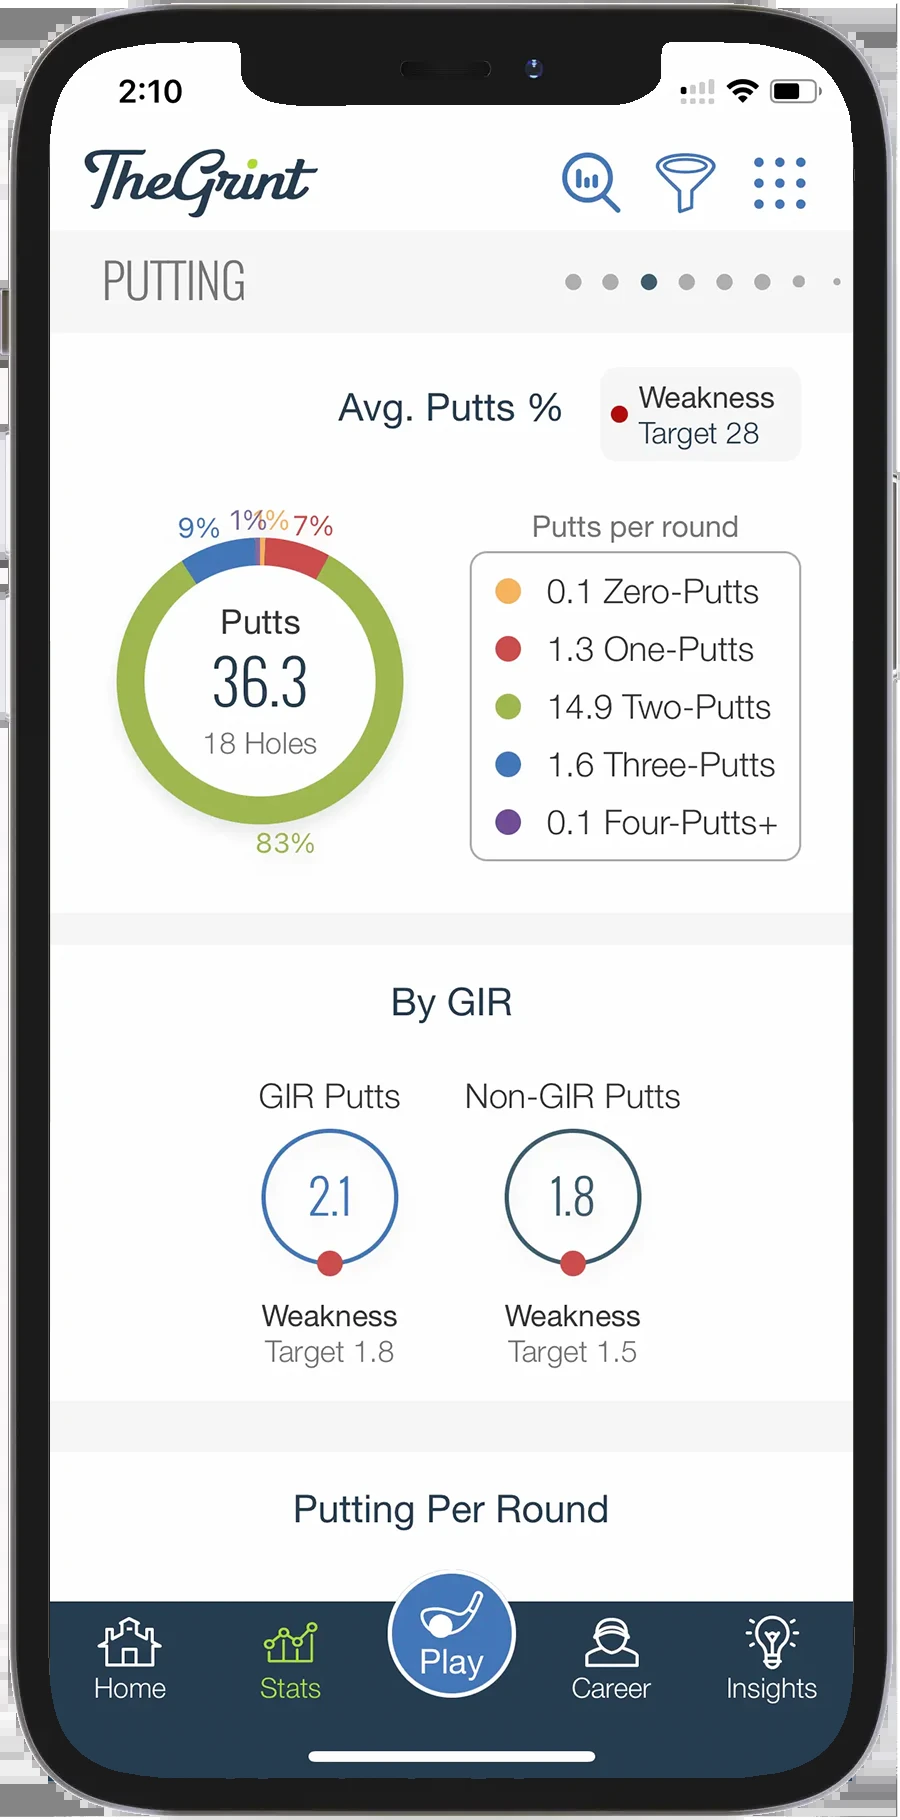 2:10
TheGrint
PUTTING
Avg. Putts %
Weakness
Target 28
9% 1% % 7%
Putts
36.3
18 Holes
83%
Putts per round
0.1 Zero-Putts
1.3 One-Putts
14.9 Two-Putts
1.6 Three-Putts
0.1 Four-Putts+
By GIR
GIR Putts Non-GIR Putts
2.1 1.8
Weakness Weakness
Target 1.8 Target 1.5
Putting Per Round
Home Stats Play Career Insights